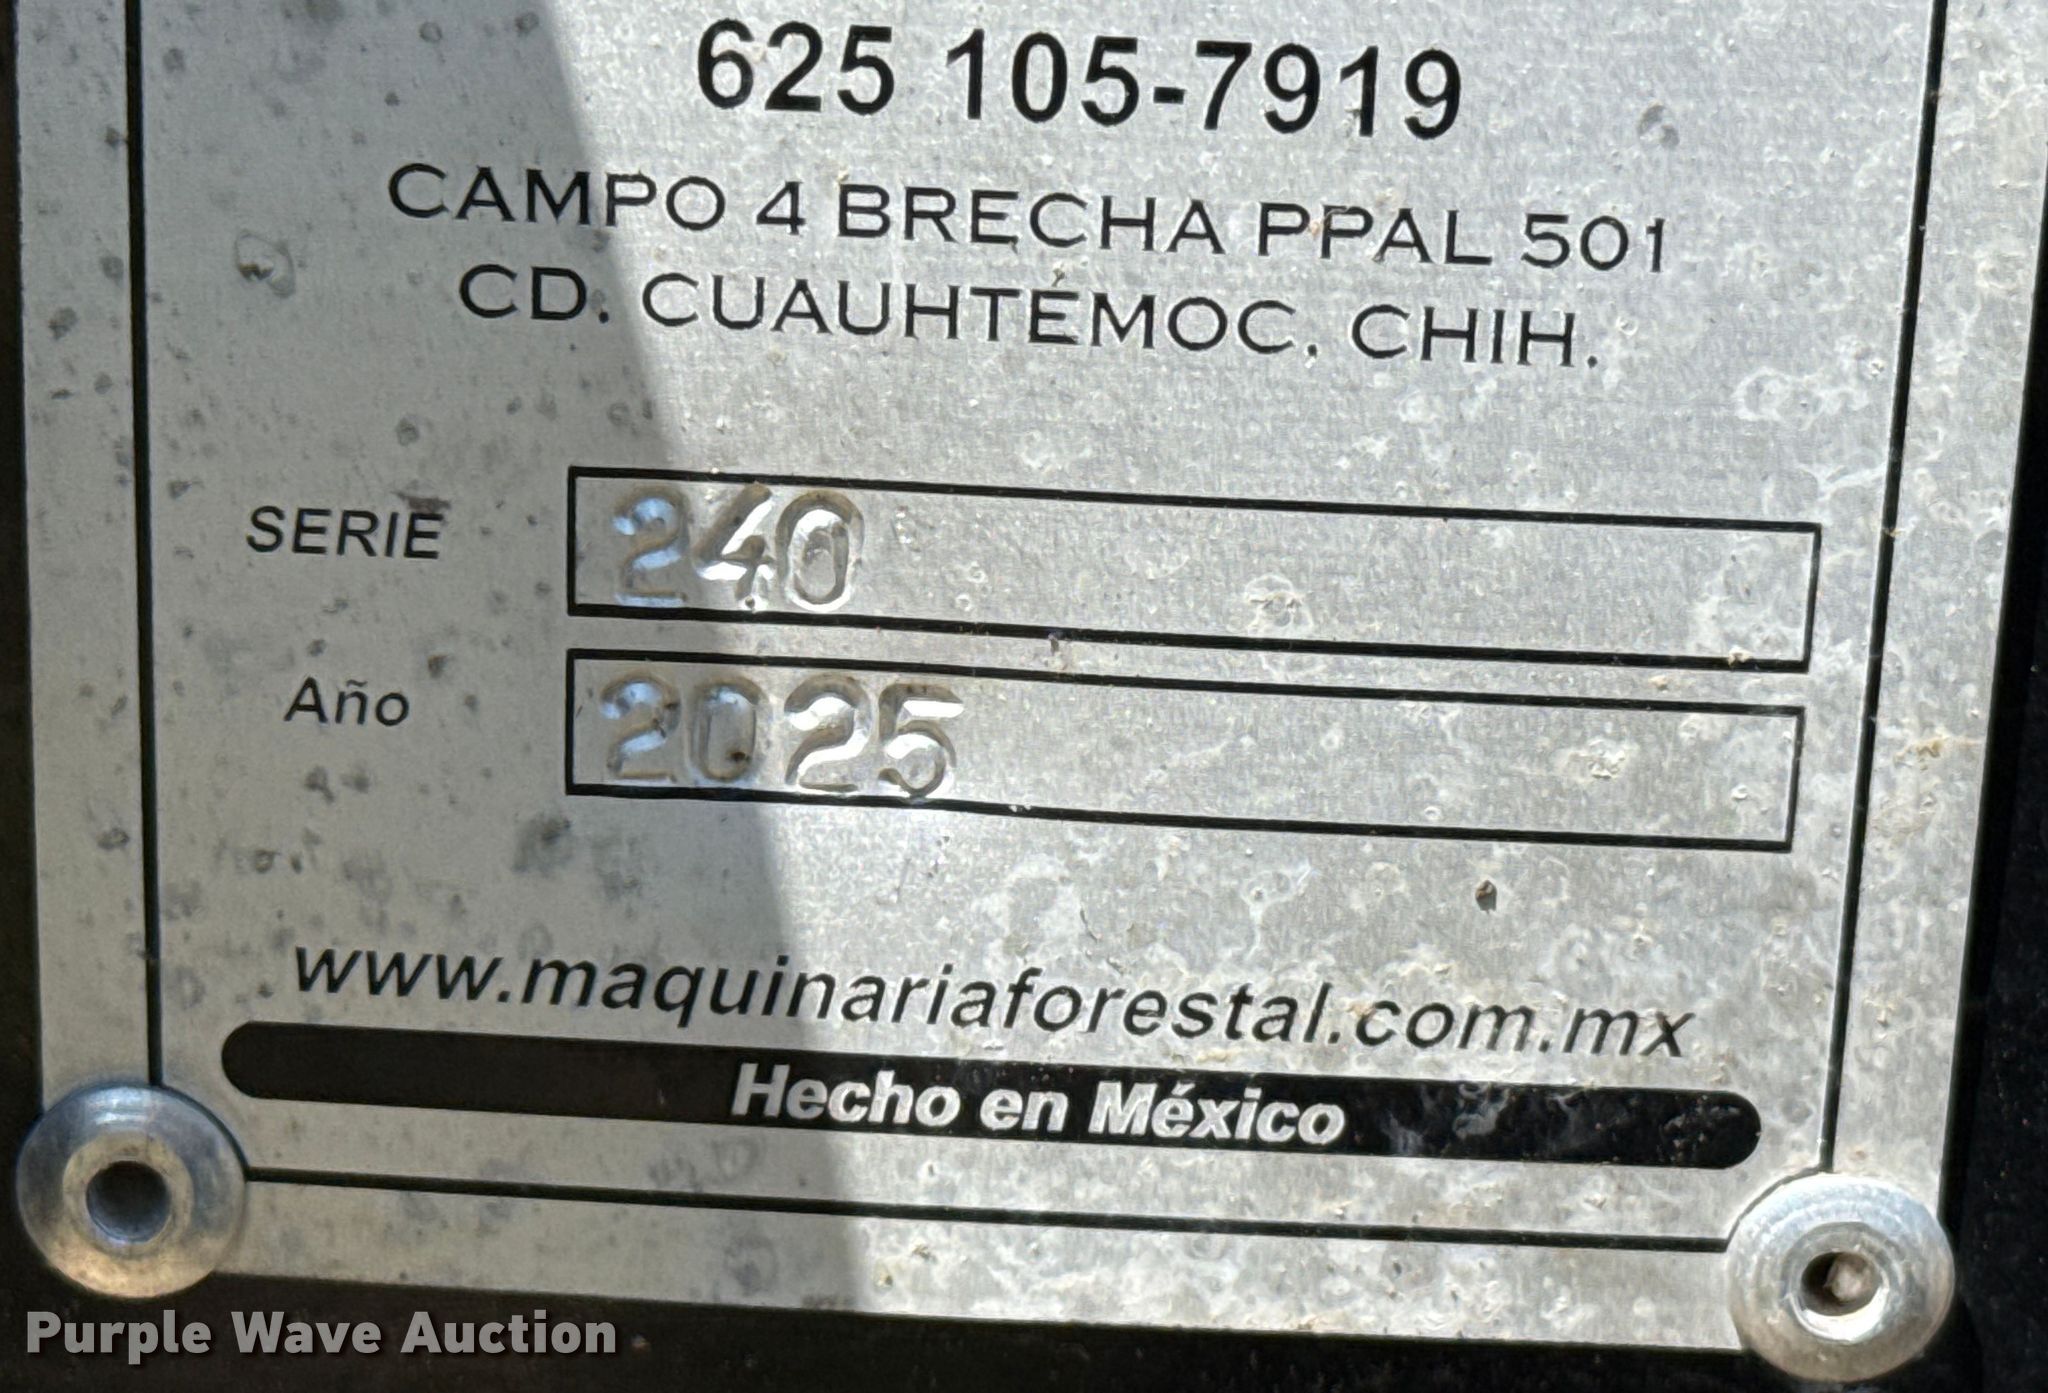 625 105-7919
CAMPO 4 BRECHA PPAL 501
CD. CUAUHTÉMOC, CHIH.
SERIE 240
Año 2025
www.maquinariaforestal.com.mx
Hecho en México
Purple Wave Auction